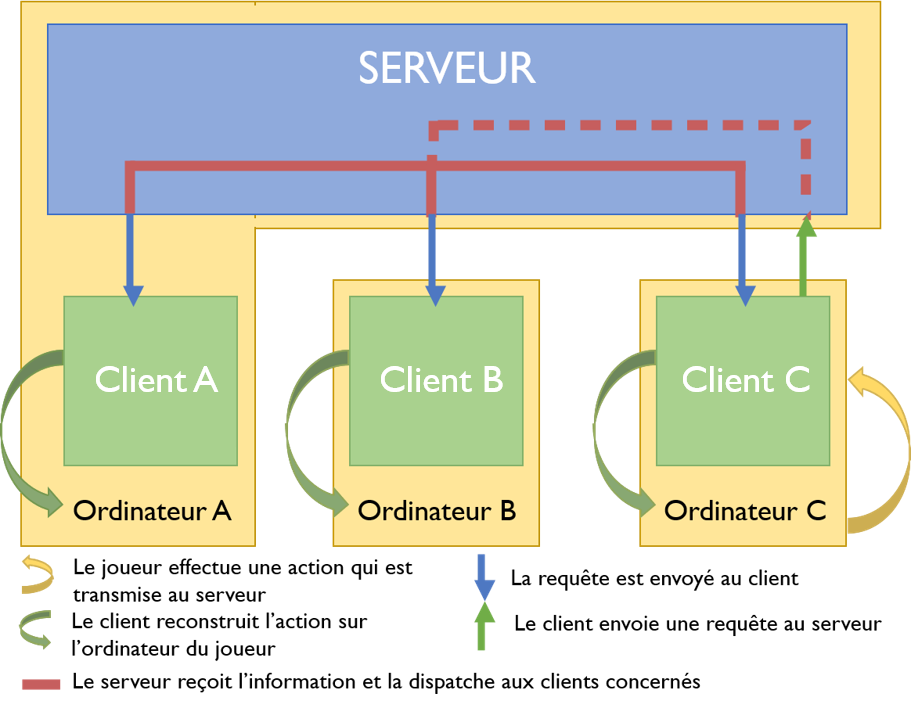 SERVEUR
Client A
Client B
Client C
Ordinateur A
Ordinateur B
Ordinateur C
Le joueur effectue une action qui est
transmise au serveur
Le client reconstruit l'action sur
l'ordinateur du joueur
La requête est envoyé au client
Le client envoie une requête au serveur
Le serveur reçoit l'information et la dispatche aux clients concernés